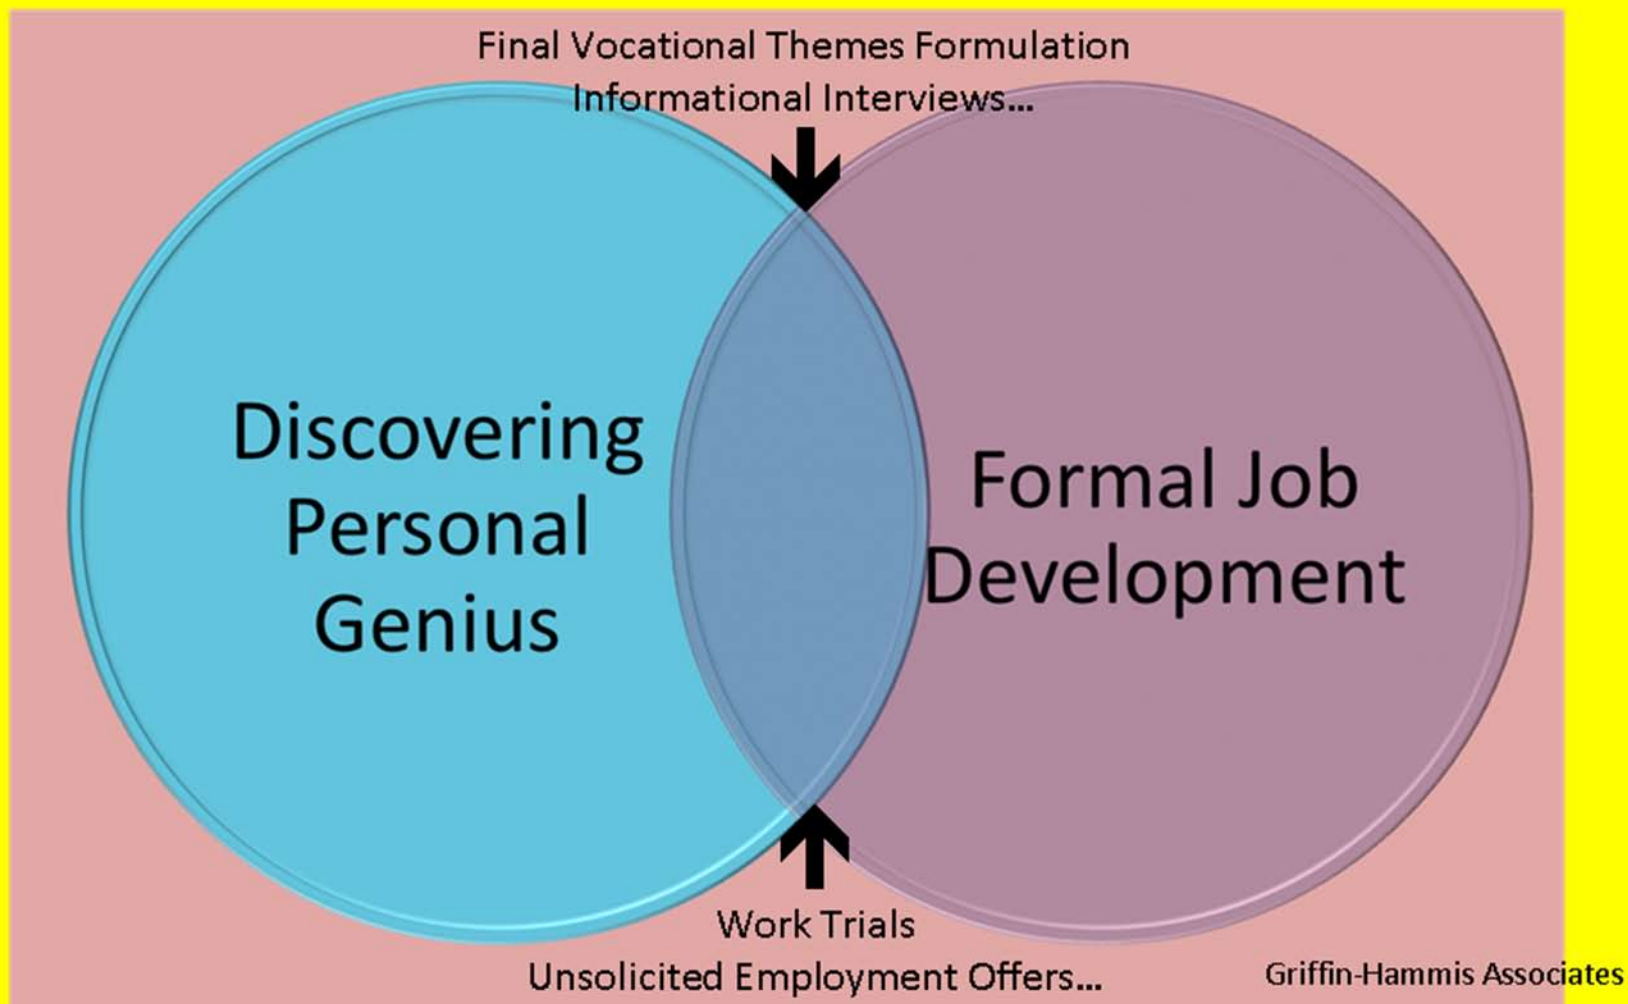 Final Vocational Themes Formulation
Informational Interviews...
Discovering
Personal
Genius
Formal Job
Development
Work Trials
Unsolicited Employment Offers...
Griffin-Hammis Associates